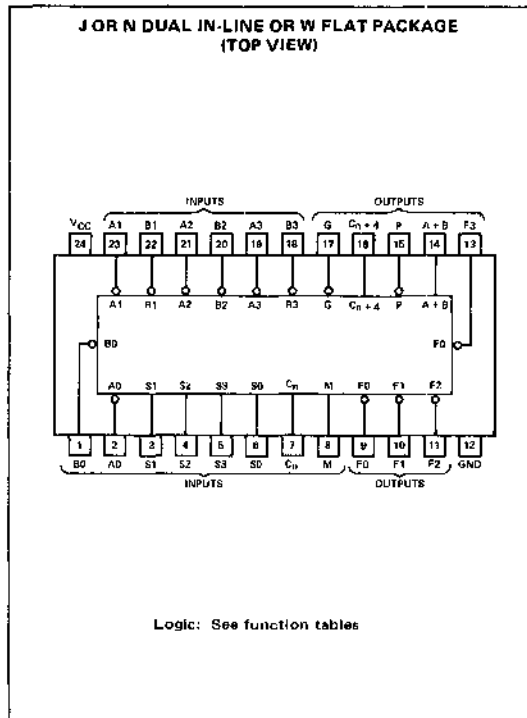 J OR N DUAL IN-LINE OR W FLAT PACKAGE
(TOP VIEW)
INPUTS OUTPUTS
VCC A1 B1 A2 B2 A3 B3 G Cn + 4 P A + B F3
24 23 22 21 20 19 18 17 16 15 14 13
A1 B1 A2 B2 A3 B3 G Cn+4 P A + B
B0 F0
A0 S1 S2 S3 S0 Cn M F0 F1 F2
1 2 3 4 5 6 7 8 9 10 11 12
B0 A0 S1 S2 S3 S0 Cn M F0 F1 F2 GND
INPUTS OUTPUTS
Logic: See function tables